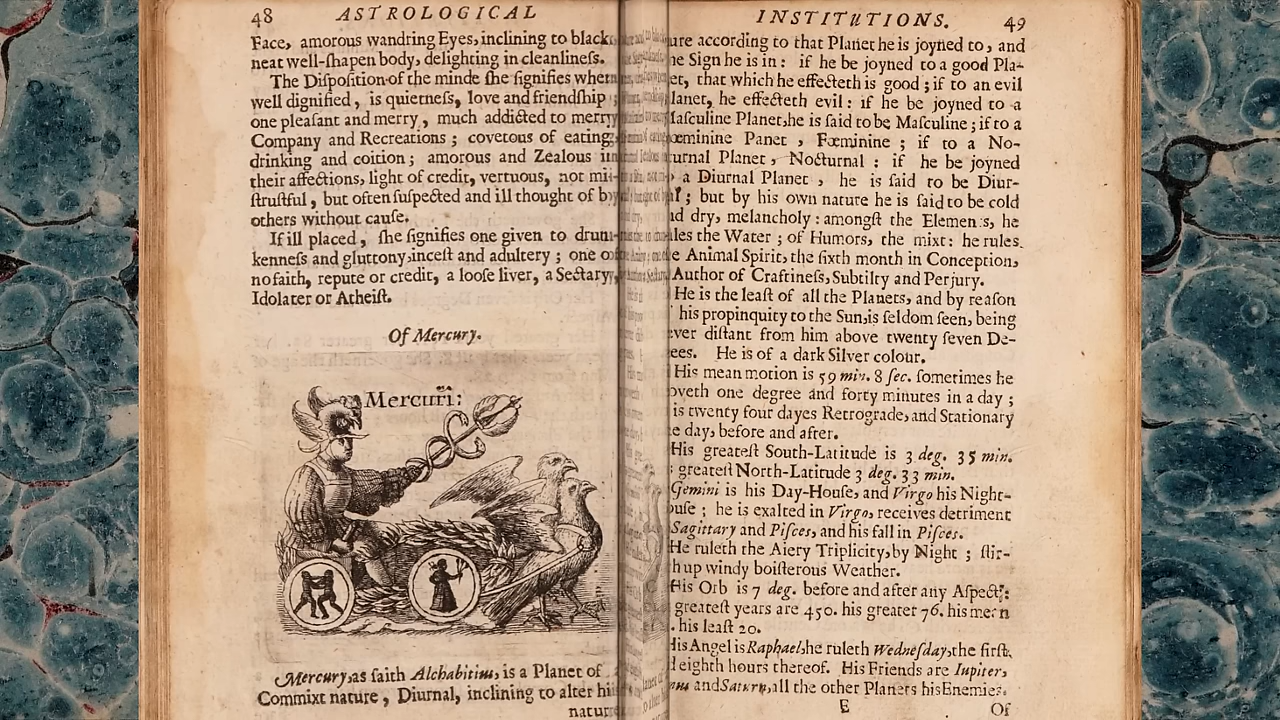 48 ASTROLOGICAL
Face, amorous wandring Eyes, inclining to black,
neat well-ſhapen body, delighting in cleanlineſs.
The Diſpoſition of the minde ſhe ſignifies when
well dignified, is quietneſs, love and friendſhip;
one pleaſant and merry, much addicted to merry
Company and Recreations; covetous of eating,
drinking and coition; amorous and Zealous in
their affections, light of credit, vertuous, not mi-
ſtruſtful, but often ſuſpected and ill thought of by
others without cauſe.
If ill placed, ſhe ſignifies one given to drun-
kenneſs and gluttony, inceſt and adultery; one of
no faith, repute or credit, a looſe liver, a Sectary,
Idolater or Atheiſt.
Of Mercury.
Mercuri:
Mercury, as ſaith Alchabitius, is a Planet of
Commixt nature, Diurnal, inclining to alter his
nature
INSTITUTIONS. 49
ure according to that Planet he is joyned to, and
he Sign he is in: if he be joyned to a good Pla-
et, that which he effecteth is good; if to an evil
lanet, he effecteth evil: if he be joyned to a
Maſculine Planet, he is ſaid to be Maſculine; if to a
œminine Panet, Fœminine; if to a No-
turnal Planet, Nocturnal: if he be joyned
a Diurnal Planet, he is ſaid to be Diur-
l; but by his own nature he is ſaid to be cold
nd dry, melancholy: amongſt the Elemen s, he
les the Water; of Humors, the mixt: he rules
e Animal Spirit, the ſixth month in Conception,
Author of Craftineſs, Subtilty and Perjury.
He is the leaſt of all the Planets, and by reaſon
his propinquity to the Sun, is ſeldom ſeen, being
ver diſtant from him above twenty ſeven De-
ees. He is of a dark Silver colour.
His mean motion is 59 min. 8 ſec. ſometimes he
oveth one degree and forty minutes in a day;
is twenty four dayes Retrograde, and Stationary
e day, before and after.
His greateſt South-Latitude is 3 deg. 35 min.
greateſt North-Latitude 3 deg. 33 min.
Gemini is his Day-Houſe, and Virgo his Night-
ouſe; he is exalted in Virgo, receives detriment
Sagittary and Piſces, and his fall in Piſces.
He ruleth the Aiery Triplicity, by Night; ſtir-
h up windy boiſterous Weather.
His Orb is 7 deg. before and after any Aſpect:
greateſt years are 450. his greater 76. his me n
. his leaſt 20.
His Angel is Raphael, he ruleth Wedneſday, the firſt
d eighth hours thereof. His Friends are Iupiter,
nus and Saturn, all the other Planets his Enemies.
E Of